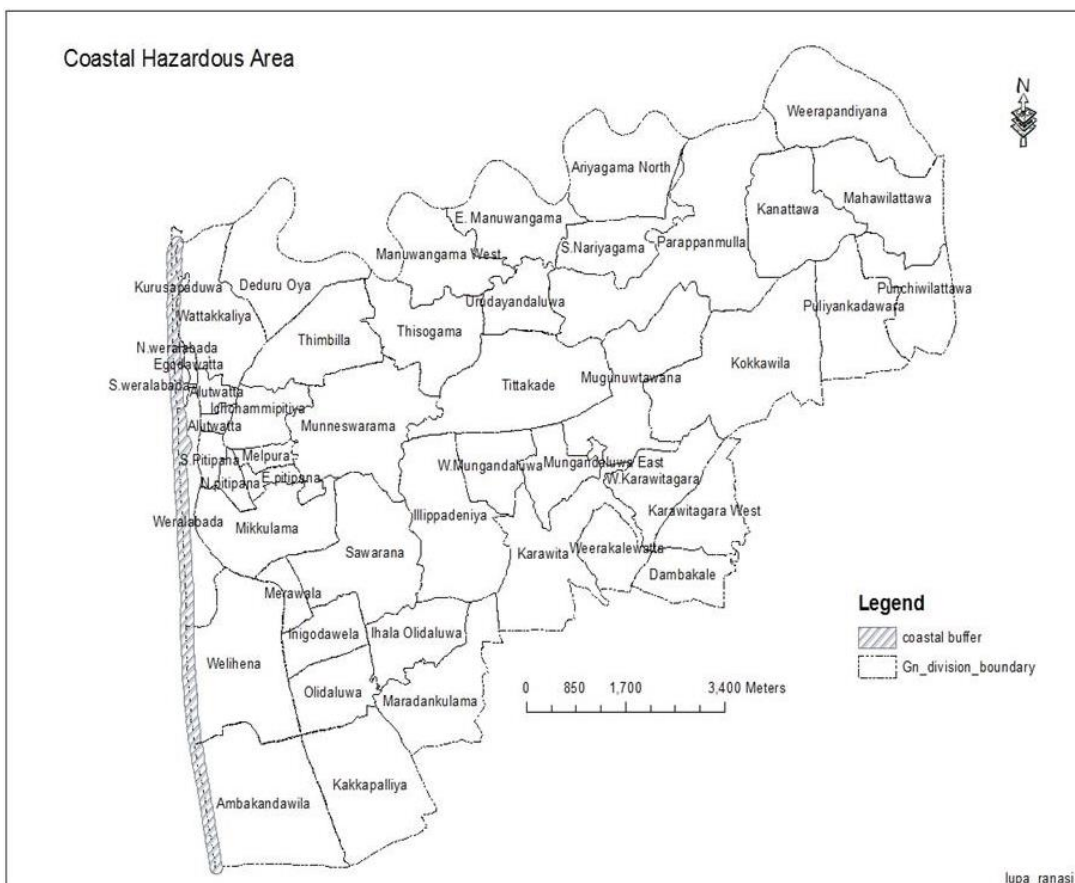 Coastal Hazardous Area
N
Weerapandiyana
Ariyagama North
Mahawilattawa
Kanattawa
E. Manuwangama
S.Nariyagama
Parappanmulla
Manuwangama West
Punchiwilattawa
Kurusapaduwa
Deduru Oya
Urudayandaluwa
Puliyankadawara
Wattakkaliya
Thisogama
Thimbilla
N.weralabada
Kokkawila
Egodawatta
Tittakade
Mugunuwtawana
S.weralabada
Alutwatta
Ichchammipitiya
Alutwatta
Munneswarama
S.Pitipana
Melpura
W.Mungandaluwa
Mungandaluwa East
N.pitipana
E.pitipana
W.Karawitagara
Weralabada
Mikkulama
Illippadeniya
Karawitagara West
Sawarana
Karawita
Weerakalewatta
Dambakale
Merawala
Inigodawela
Ihala Olidaluwa
Welihena
Olidaluwa
Maradankulama
Kakkapalliya
Ambakandawila
Legend
coastal buffer
Gn_division_boundary
0 850 1,700 3,400 Meters
lupa_ranasi